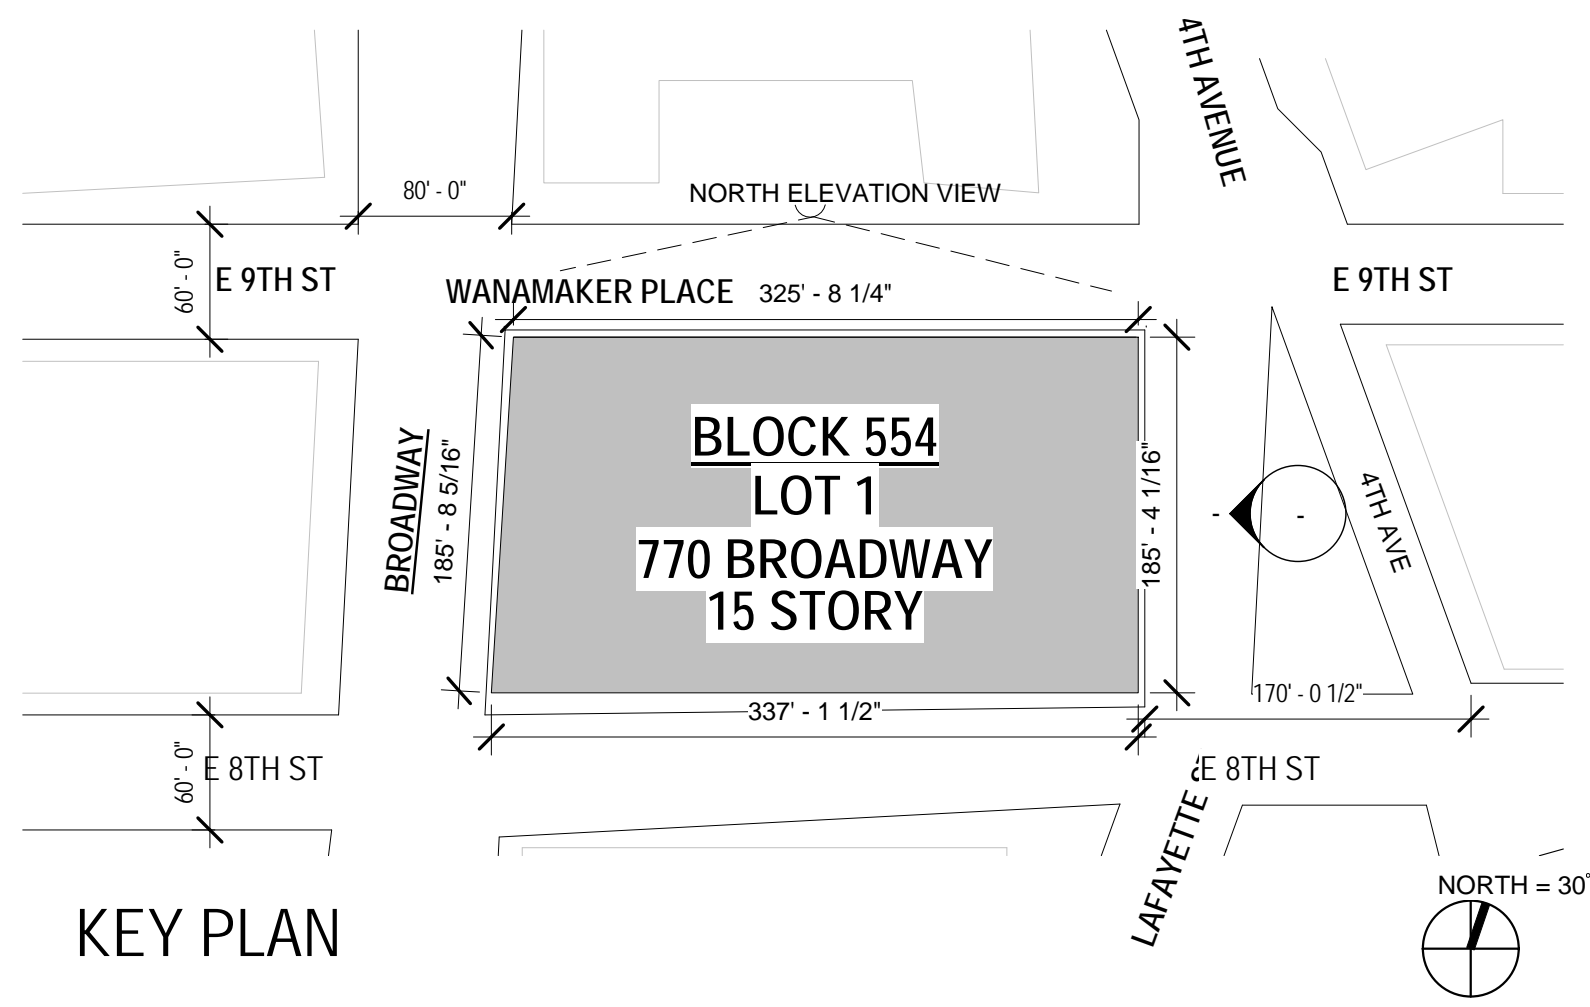 4TH AVENUE
80' - 0"
NORTH ELEVATION VIEW
60' - 0"
E 9TH ST
WANAMAKER PLACE
325' - 8 1/4"
E 9TH ST
BROADWAY
185' - 8 5/16"
BLOCK 554
LOT 1
770 BROADWAY
15 STORY
185' - 4 1/16"
-
-
4TH AVE
170' - 0 1/2"
337' - 1 1/2"
60' - 0"
E 8TH ST
E 8TH ST
LAFAYETTE
KEY PLAN
NORTH = 30°